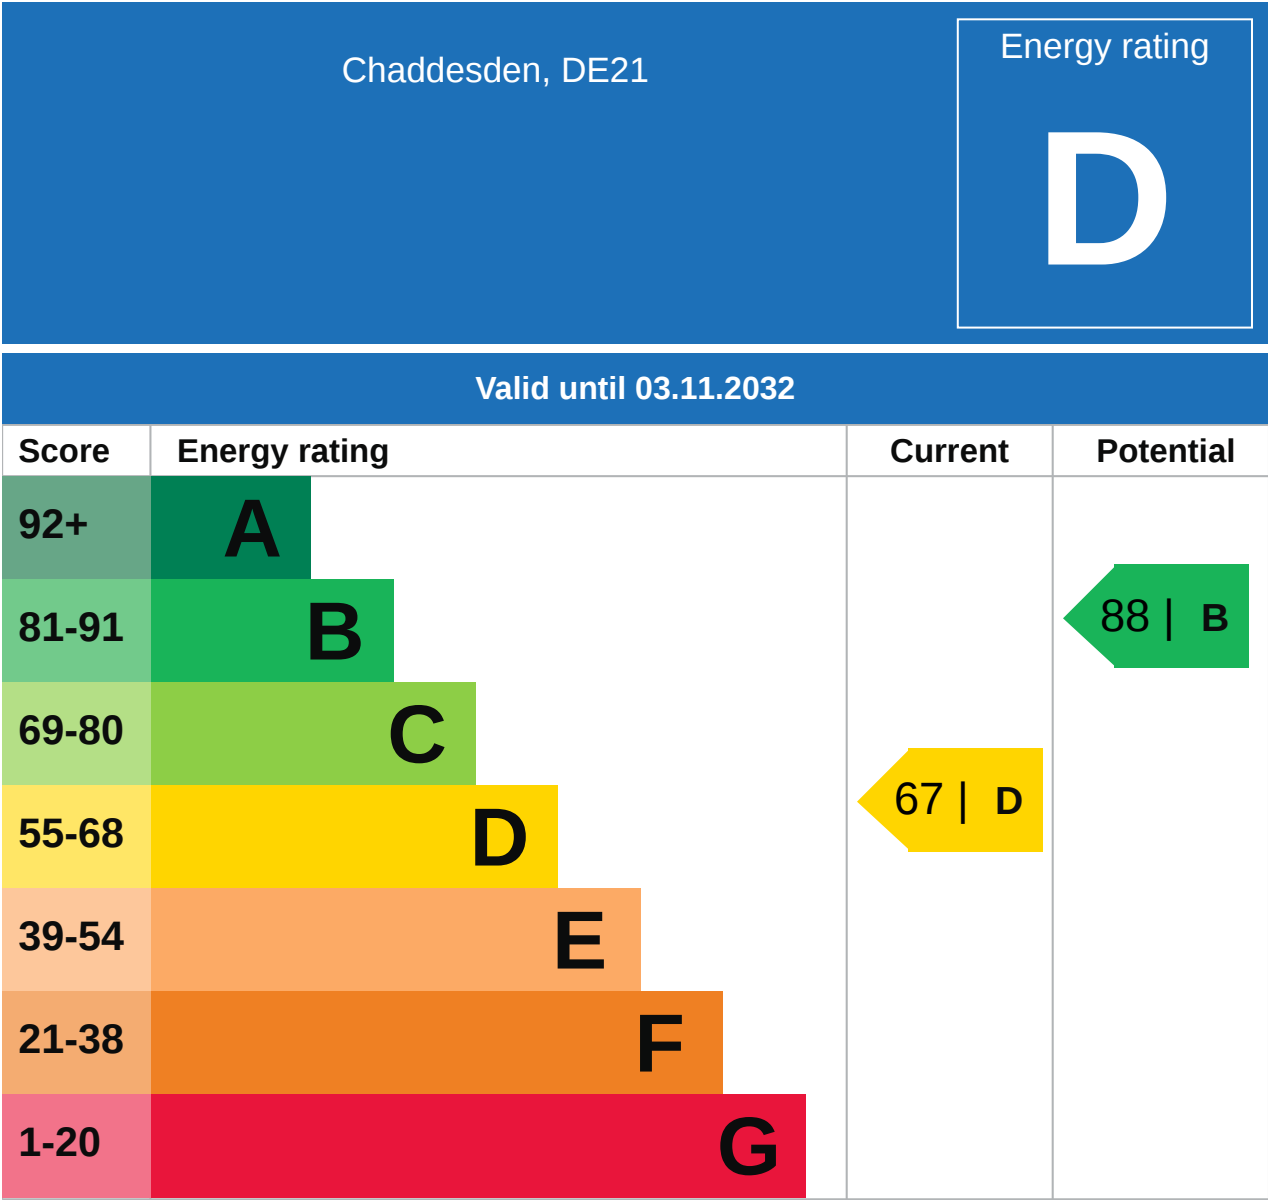 Chaddesden, DE21
Energy rating
D
Valid until 03.11.2032
Score Energy rating Current Potential
92+ A
81-91 B
88 | B
69-80 C
67 | D
55-68 D
39-54 E
21-38 F
1-20 G